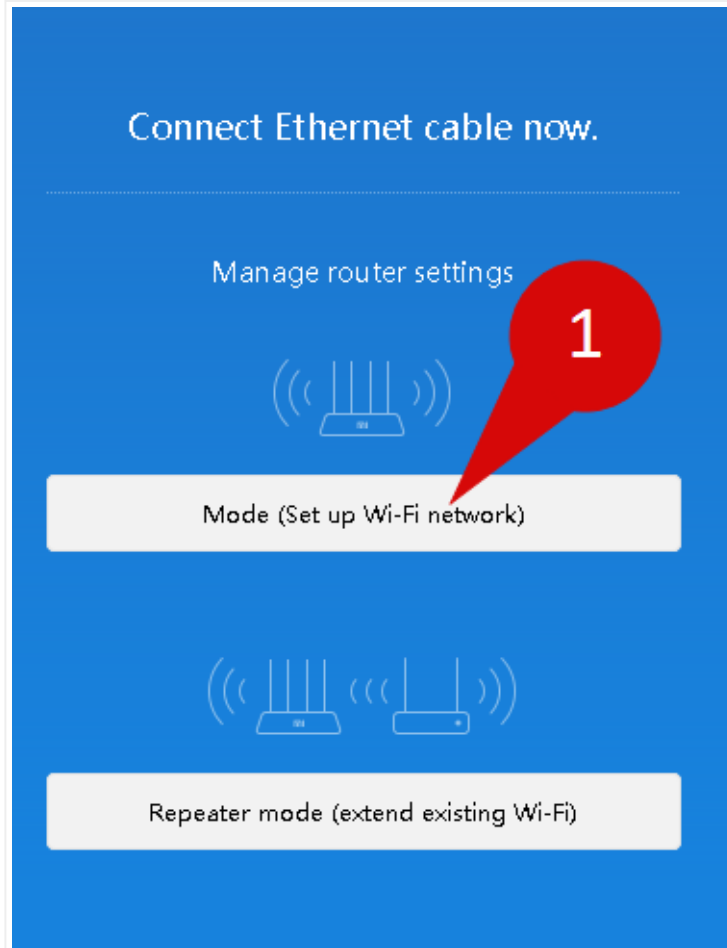 Connect Ethernet cable now.
Manage router settings
1
Mode (Set up Wi-Fi network)
Repeater mode (extend existing Wi-Fi)